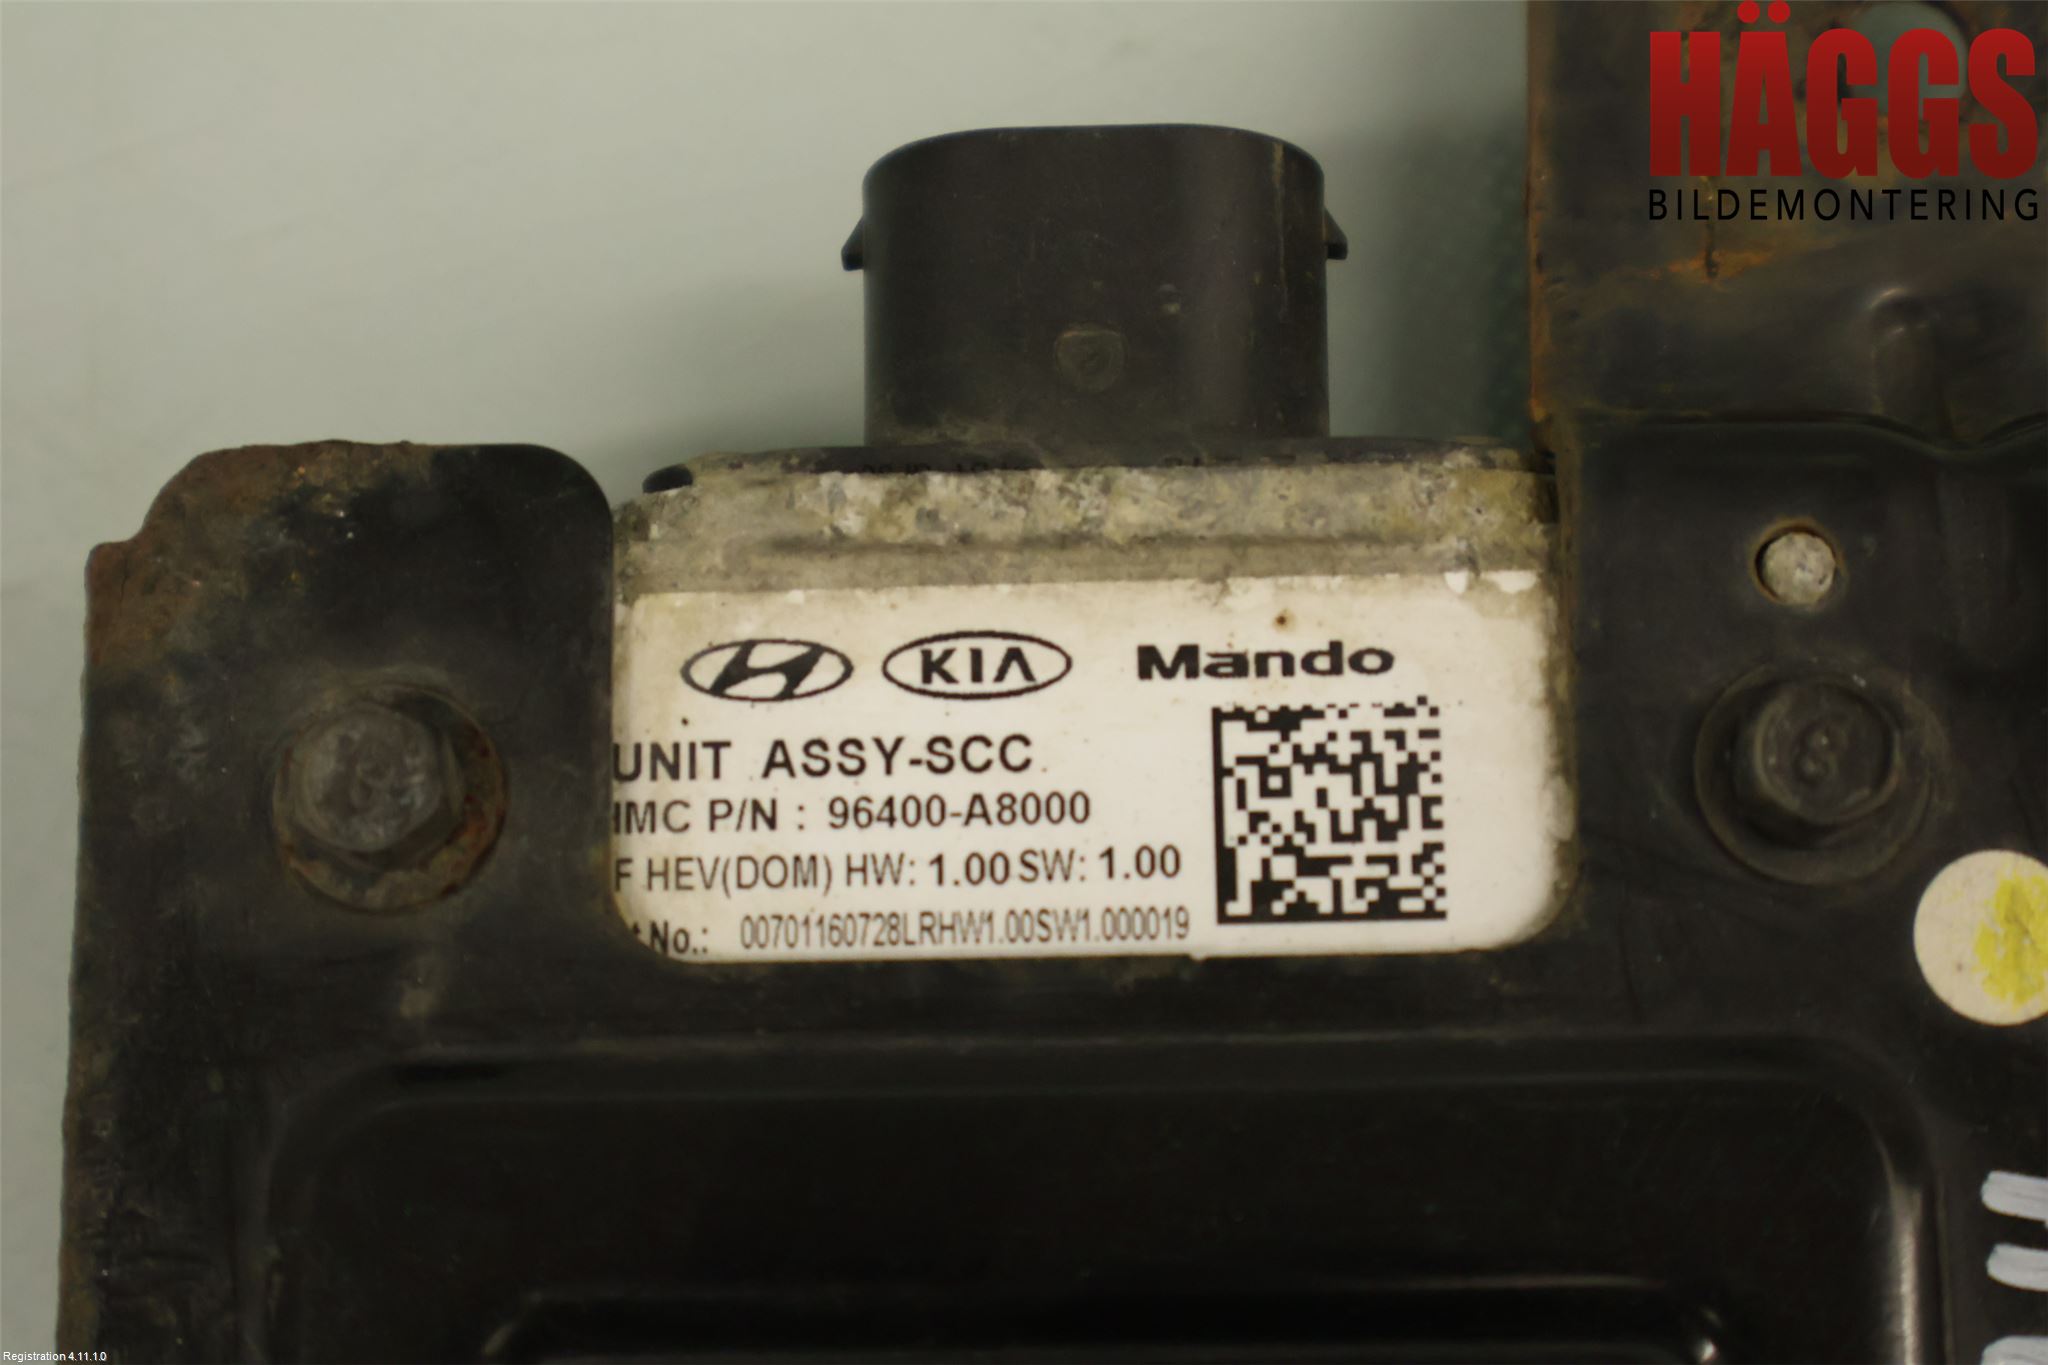 HÄGGS
BILDEMONTERING
KIA Mando
UNIT ASSY-SCC
HMC P/N : 96400-A8000
F HEV(DOM) HW: 1.00 SW: 1.00
t No.: 00701160728LRHW1.00SW1.000019
Registration 4.11.1.0